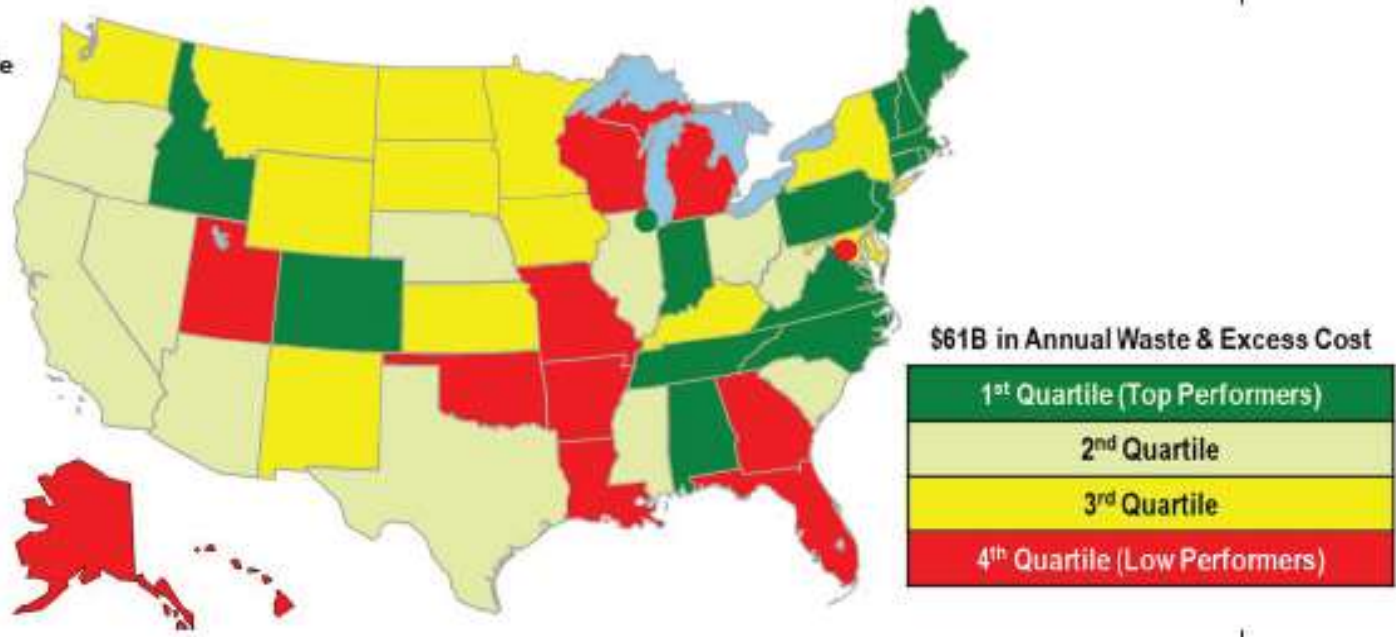 e
$61B in Annual Waste & Excess Cost
1st Quartile (Top Performers)
2nd Quartile
3rd Quartile
4th Quartile (Low Performers)